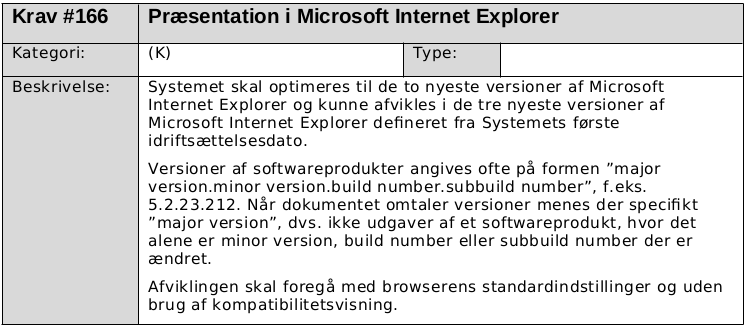 Krav #166 Præsentation i Microsoft Internet Explorer
Kategori: (K) Type:
Beskrivelse: Systemet skal optimeres til de to nyeste versioner af Microsoft
Internet Explorer og kunne afvikles i de tre nyeste versioner af
Microsoft Internet Explorer defineret fra Systemets første
idriftsættelsesdato.
Versioner af softwareprodukter angives ofte på formen ”major
version.minor version.build number.subbuild number”, f.eks.
5.2.23.212. Når dokumentet omtaler versioner menes der specifikt
”major version”, dvs. ikke udgaver af et softwareprodukt, hvor det
alene er minor version, build number eller subbuild number der er
ændret.
Afviklingen skal foregå med browserens standardindstillinger og uden
brug af kompatibilitetsvisning.